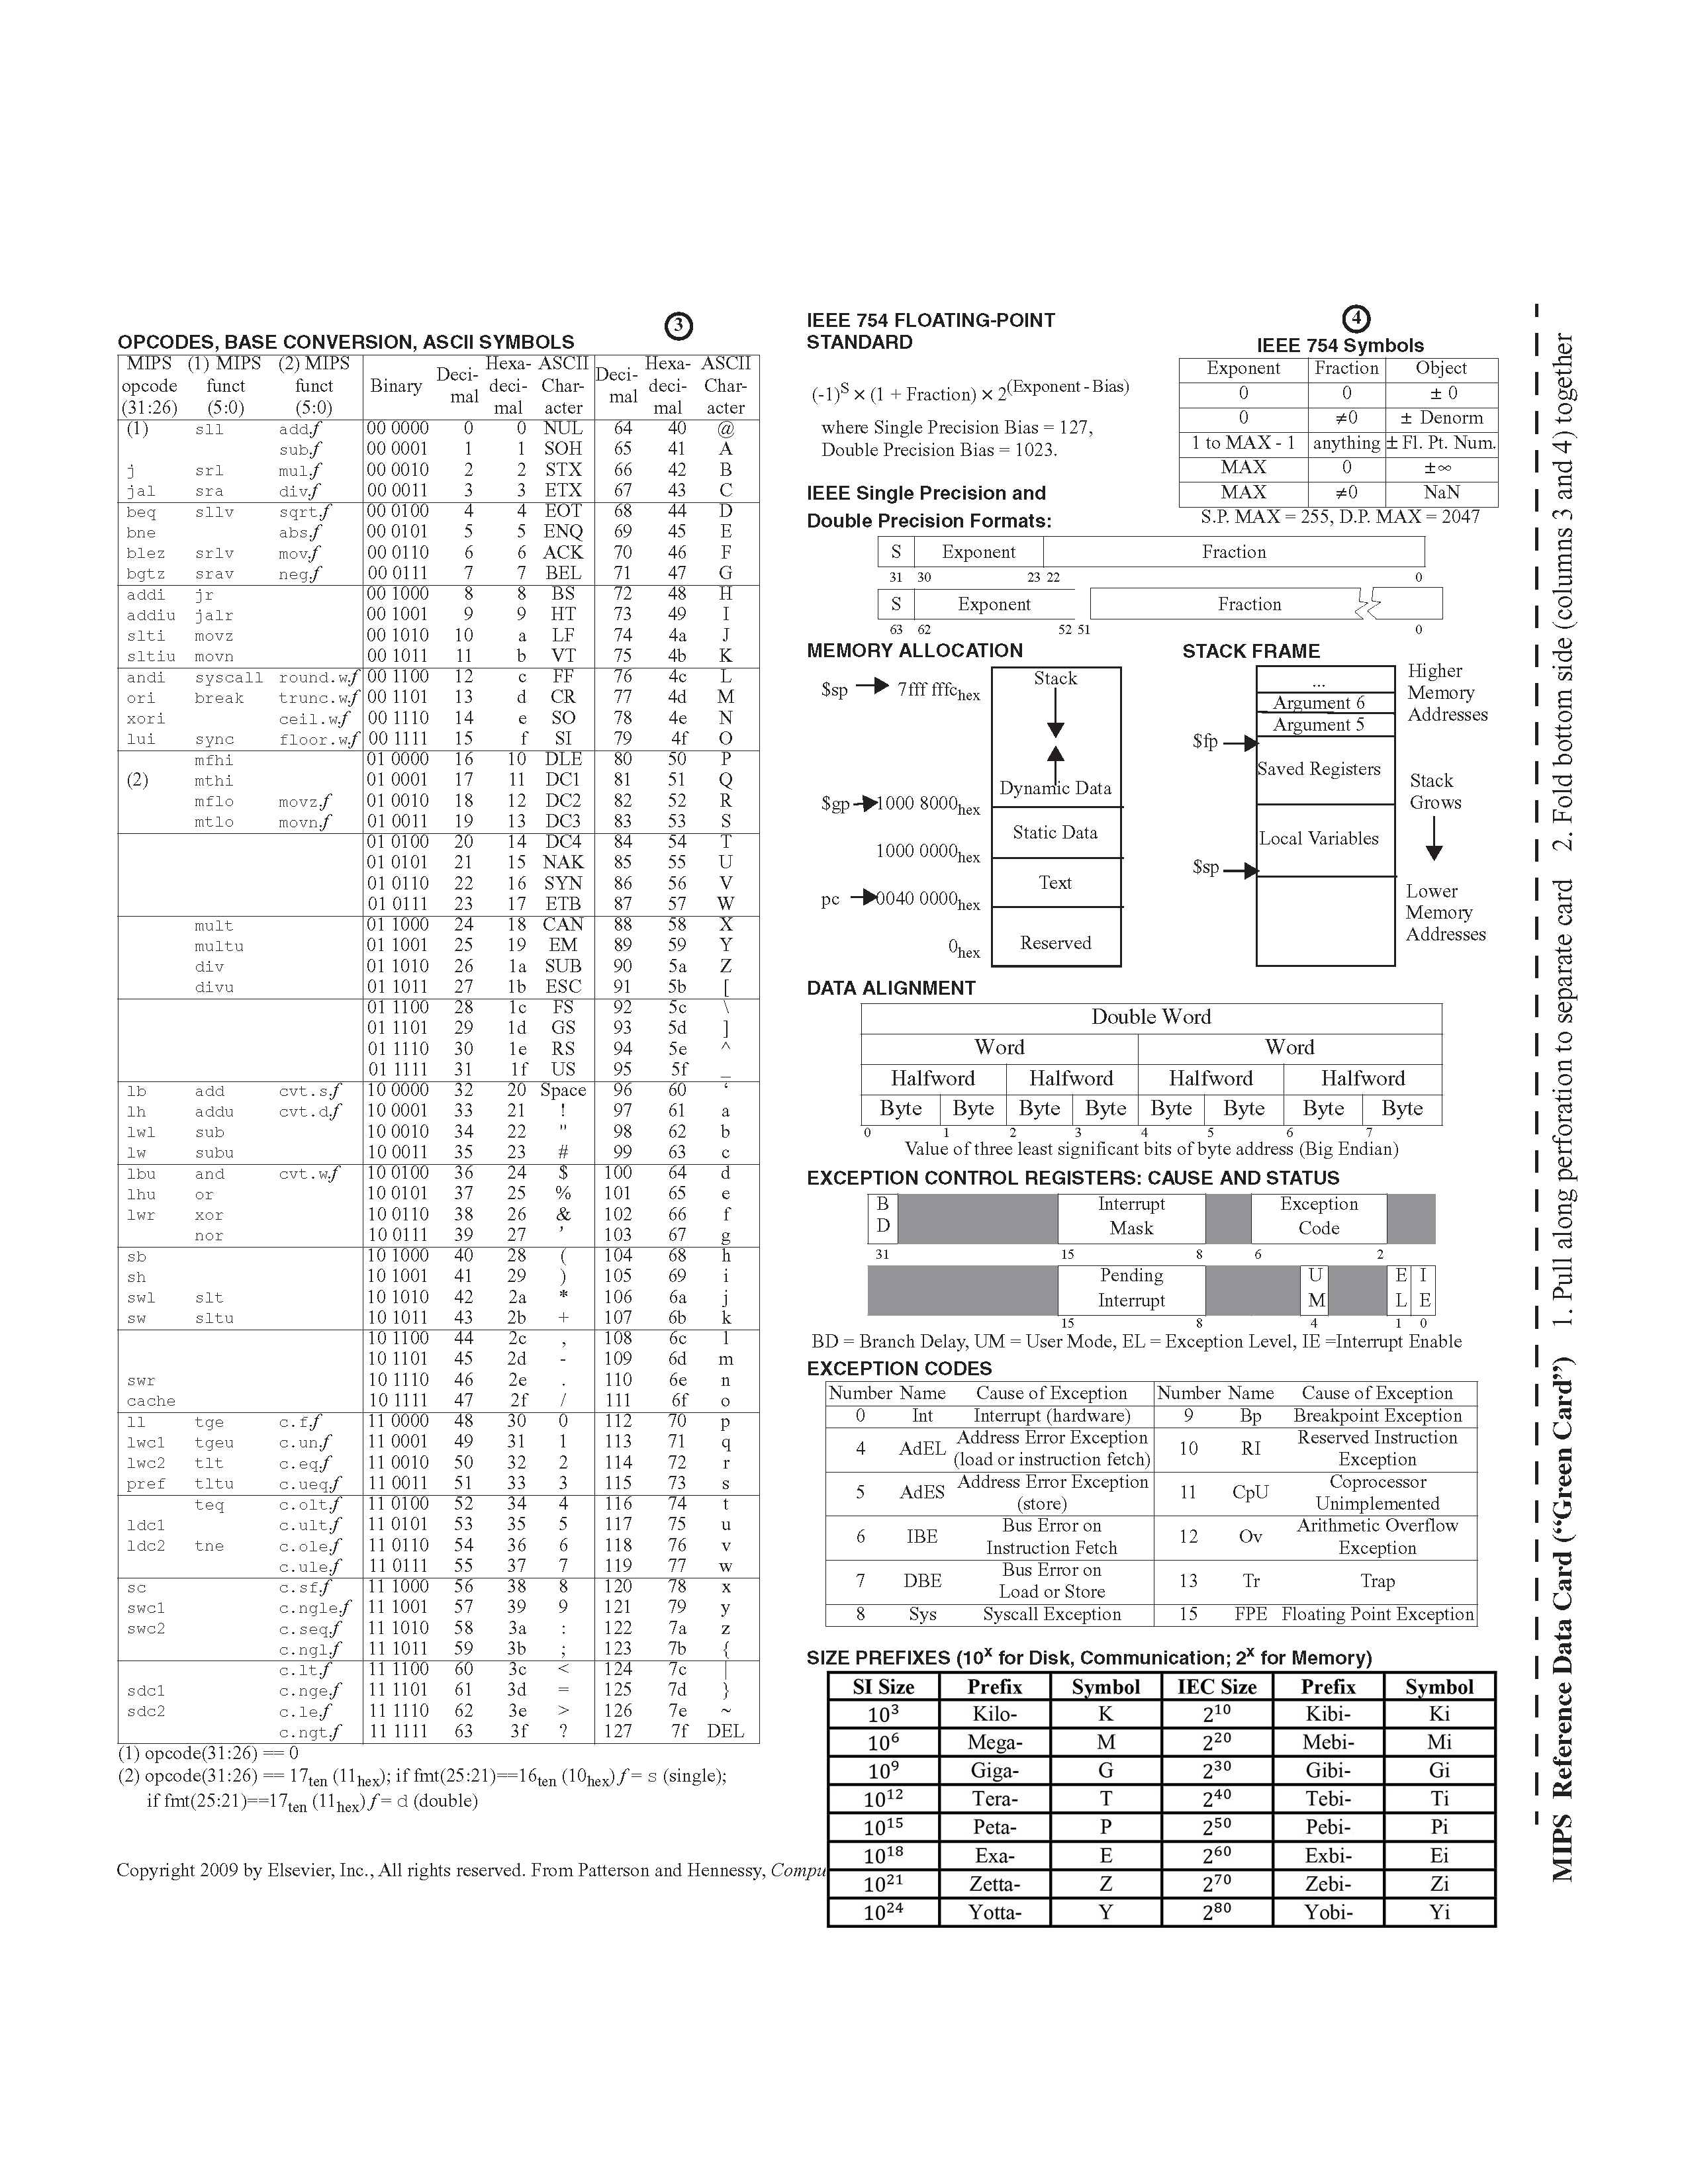 ③
OPCODES, BASE CONVERSION, ASCII SYMBOLS
MIPS (1) MIPS (2) MIPS Hexa- ASCII Hexa- ASCII
opcode funct funct Binary Deci- deci- Char- Deci- deci- Char-
(31:26) (5:0) (5:0) mal mal acter mal mal acter
(1) sll add.f 00 0000 0 0 NUL 64 40 @
sub.f 00 0001 1 1 SOH 65 41 A
j srl mul.f 00 0010 2 2 STX 66 42 B
jal sra div.f 00 0011 3 3 ETX 67 43 C
beq sllv sqrt.f 00 0100 4 4 EOT 68 44 D
bne abs.f 00 0101 5 5 ENQ 69 45 E
blez srlv mov.f 00 0110 6 6 ACK 70 46 F
bgtz srav neg.f 00 0111 7 7 BEL 71 47 G
addi jr 00 1000 8 8 BS 72 48 H
addiu jalr 00 1001 9 9 HT 73 49 I
slti movz 00 1010 10 a LF 74 4a J
sltiu movn 00 1011 11 b VT 75 4b K
andi syscall round.w.f 00 1100 12 c FF 76 4c L
ori break trunc.w.f 00 1101 13 d CR 77 4d M
xori ceil.w.f 00 1110 14 e SO 78 4e N
lui sync floor.w.f 00 1111 15 f SI 79 4f O
mfhi 01 0000 16 10 DLE 80 50 P
(2) mthi 01 0001 17 11 DC1 81 51 Q
mflo movz.f 01 0010 18 12 DC2 82 52 R
mtlo movn.f 01 0011 19 13 DC3 83 53 S
01 0100 20 14 DC4 84 54 T
01 0101 21 15 NAK 85 55 U
01 0110 22 16 SYN 86 56 V
01 0111 23 17 ETB 87 57 W
mult 01 1000 24 18 CAN 88 58 X
multu 01 1001 25 19 EM 89 59 Y
div 01 1010 26 1a SUB 90 5a Z
divu 01 1011 27 1b ESC 91 5b [
01 1100 28 1c FS 92 5c \
01 1101 29 1d GS 93 5d ]
01 1110 30 1e RS 94 5e ^
01 1111 31 1f US 95 5f _
lb add cvt.s.f 10 0000 32 20 Space 96 60 ‘
lh addu cvt.d.f 10 0001 33 21 ! 97 61 a
lwl sub 10 0010 34 22 " 98 62 b
lw subu 10 0011 35 23 # 99 63 c
lbu and cvt.w.f 10 0100 36 24 $ 100 64 d
lhu or 10 0101 37 25 % 101 65 e
lwr xor 10 0110 38 26 & 102 66 f
nor 10 0111 39 27 ’ 103 67 g
sb 10 1000 40 28 ( 104 68 h
sh 10 1001 41 29 ) 105 69 i
swl slt 10 1010 42 2a * 106 6a j
sw sltu 10 1011 43 2b + 107 6b k
10 1100 44 2c , 108 6c l
10 1101 45 2d - 109 6d m
swr 10 1110 46 2e . 110 6e n
cache 10 1111 47 2f / 111 6f o
ll tge c.f.f 11 0000 48 30 0 112 70 p
lwc1 tgeu c.un.f 11 0001 49 31 1 113 71 q
lwc2 tlt c.eq.f 11 0010 50 32 2 114 72 r
pref tltu c.ueq.f 11 0011 51 33 3 115 73 s
teq c.olt.f 11 0100 52 34 4 116 74 t
ldc1 c.ult.f 11 0101 53 35 5 117 75 u
ldc2 tne c.ole.f 11 0110 54 36 6 118 76 v
c.ule.f 11 0111 55 37 7 119 77 w
sc c.sf.f 11 1000 56 38 8 120 78 x
swc1 c.ngle.f 11 1001 57 39 9 121 79 y
swc2 c.seq.f 11 1010 58 3a : 122 7a z
c.ngl.f 11 1011 59 3b ; 123 7b {
c.lt.f 11 1100 60 3c < 124 7c |
sdc1 c.nge.f 11 1101 61 3d = 125 7d }
sdc2 c.le.f 11 1110 62 3e > 126 7e ~
c.ngt.f 11 1111 63 3f ? 127 7f DEL
(1) opcode(31:26) == 0
(2) opcode(31:26) == 17ten (11hex); if fmt(25:21)==16ten (10hex) f = s (single);
if fmt(25:21)==17ten (11hex) f = d (double)
Copyright 2009 by Elsevier, Inc., All rights reserved. From Patterson and Hennessy, Compu
IEEE 754 FLOATING-POINT
STANDARD
(-1)^S × (1 + Fraction) × 2^(Exponent - Bias)
where Single Precision Bias = 127,
Double Precision Bias = 1023.
④
IEEE 754 Symbols
Exponent Fraction Object
0 0 ± 0
0 ≠0 ± Denorm
1 to MAX - 1 anything ± Fl. Pt. Num.
MAX 0 ±∞
MAX ≠0 NaN
S.P. MAX = 255, D.P. MAX = 2047
IEEE Single Precision and
Double Precision Formats:
S Exponent Fraction
31 30 23 22 0
S Exponent Fraction
63 62 52 51 0
MEMORY ALLOCATION
$sp 7fff fffchex Stack
Dynamic Data
$gp 1000 8000hex
Static Data
1000 0000hex
Text
pc 0040 0000hex
0hex Reserved
STACK FRAME
...
Argument 6
Argument 5
$fp
Saved Registers
Local Variables
$sp
Higher
Memory
Addresses
Stack
Grows
Lower
Memory
Addresses
DATA ALIGNMENT
Double Word
Word Word
Halfword Halfword Halfword Halfword
Byte Byte Byte Byte Byte Byte Byte Byte
0 1 2 3 4 5 6 7
Value of three least significant bits of byte address (Big Endian)
EXCEPTION CONTROL REGISTERS: CAUSE AND STATUS
B Interrupt Exception
D Mask Code
31 15 8 6 2
Pending U E I
Interrupt M L E
15 8 4 1 0
BD = Branch Delay, UM = User Mode, EL = Exception Level, IE =Interrupt Enable
EXCEPTION CODES
Number Name Cause of Exception Number Name Cause of Exception
0 Int Interrupt (hardware) 9 Bp Breakpoint Exception
4 AdEL Address Error Exception (load or instruction fetch) 10 RI Reserved Instruction Exception
5 AdES Address Error Exception (store) 11 CpU Coprocessor Unimplemented
6 IBE Bus Error on Instruction Fetch 12 Ov Arithmetic Overflow Exception
7 DBE Bus Error on Load or Store 13 Tr Trap
8 Sys Syscall Exception 15 FPE Floating Point Exception
SIZE PREFIXES (10^x for Disk, Communication; 2^x for Memory)
SI Size Prefix Symbol IEC Size Prefix Symbol
10^3 Kilo- K 2^10 Kibi- Ki
10^6 Mega- M 2^20 Mebi- Mi
10^9 Giga- G 2^30 Gibi- Gi
10^12 Tera- T 2^40 Tebi- Ti
10^15 Peta- P 2^50 Pebi- Pi
10^18 Exa- E 2^60 Exbi- Ei
10^21 Zetta- Z 2^70 Zebi- Zi
10^24 Yotta- Y 2^80 Yobi- Yi
MIPS Reference Data Card (“Green Card”) 1. Pull along perforation to separate card 2. Fold bottom side (columns 3 and 4) together